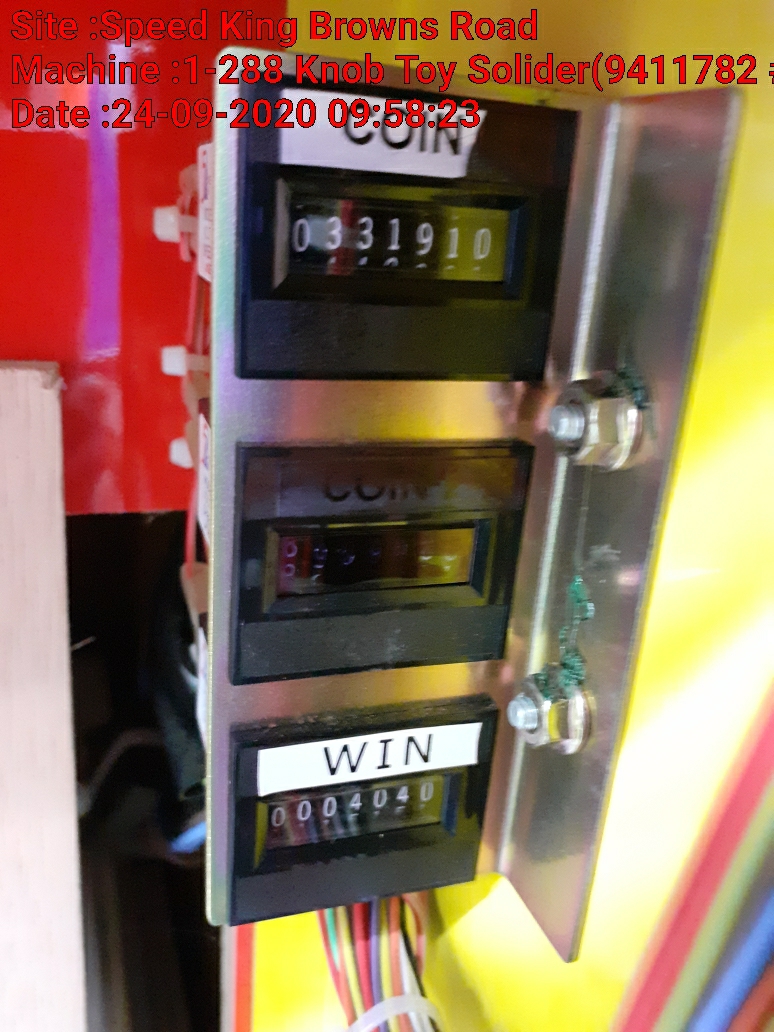 Site :Speed King Browns Road
Machine :1-288 Knob Toy Solider(9411782 #
Date :24-09-2020 09:58:23
COIN
0331910
COIN
WIN
0004040